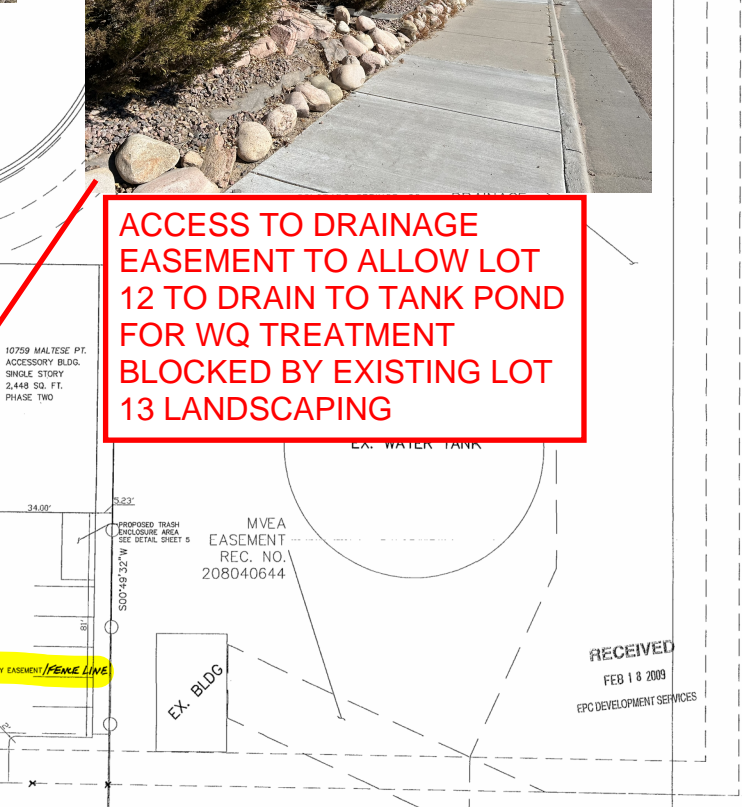 DRAINAGE
ACCESS TO DRAINAGE
EASEMENT TO ALLOW LOT
12 TO DRAIN TO TANK POND
FOR WQ TREATMENT
BLOCKED BY EXISTING LOT
13 LANDSCAPING
10759 MALTESE PT.
ACCESSORY BLDG.
SINGLE STORY
2,448 SQ. FT.
PHASE TWO
EX. WATER TANK
34.00'
5.23'
PROPOSED TRASH
ENCLOSURE AREA
SEE DETAIL SHEET 5
MVEA
EASEMENT
REC. NO.
208040644
S00°49'32"W
81'
Y EASEMENT/FENCE LINE
EX. BLDG
RECEIVED
FEB 18 2009
EPC DEVELOPMENT SERVICES